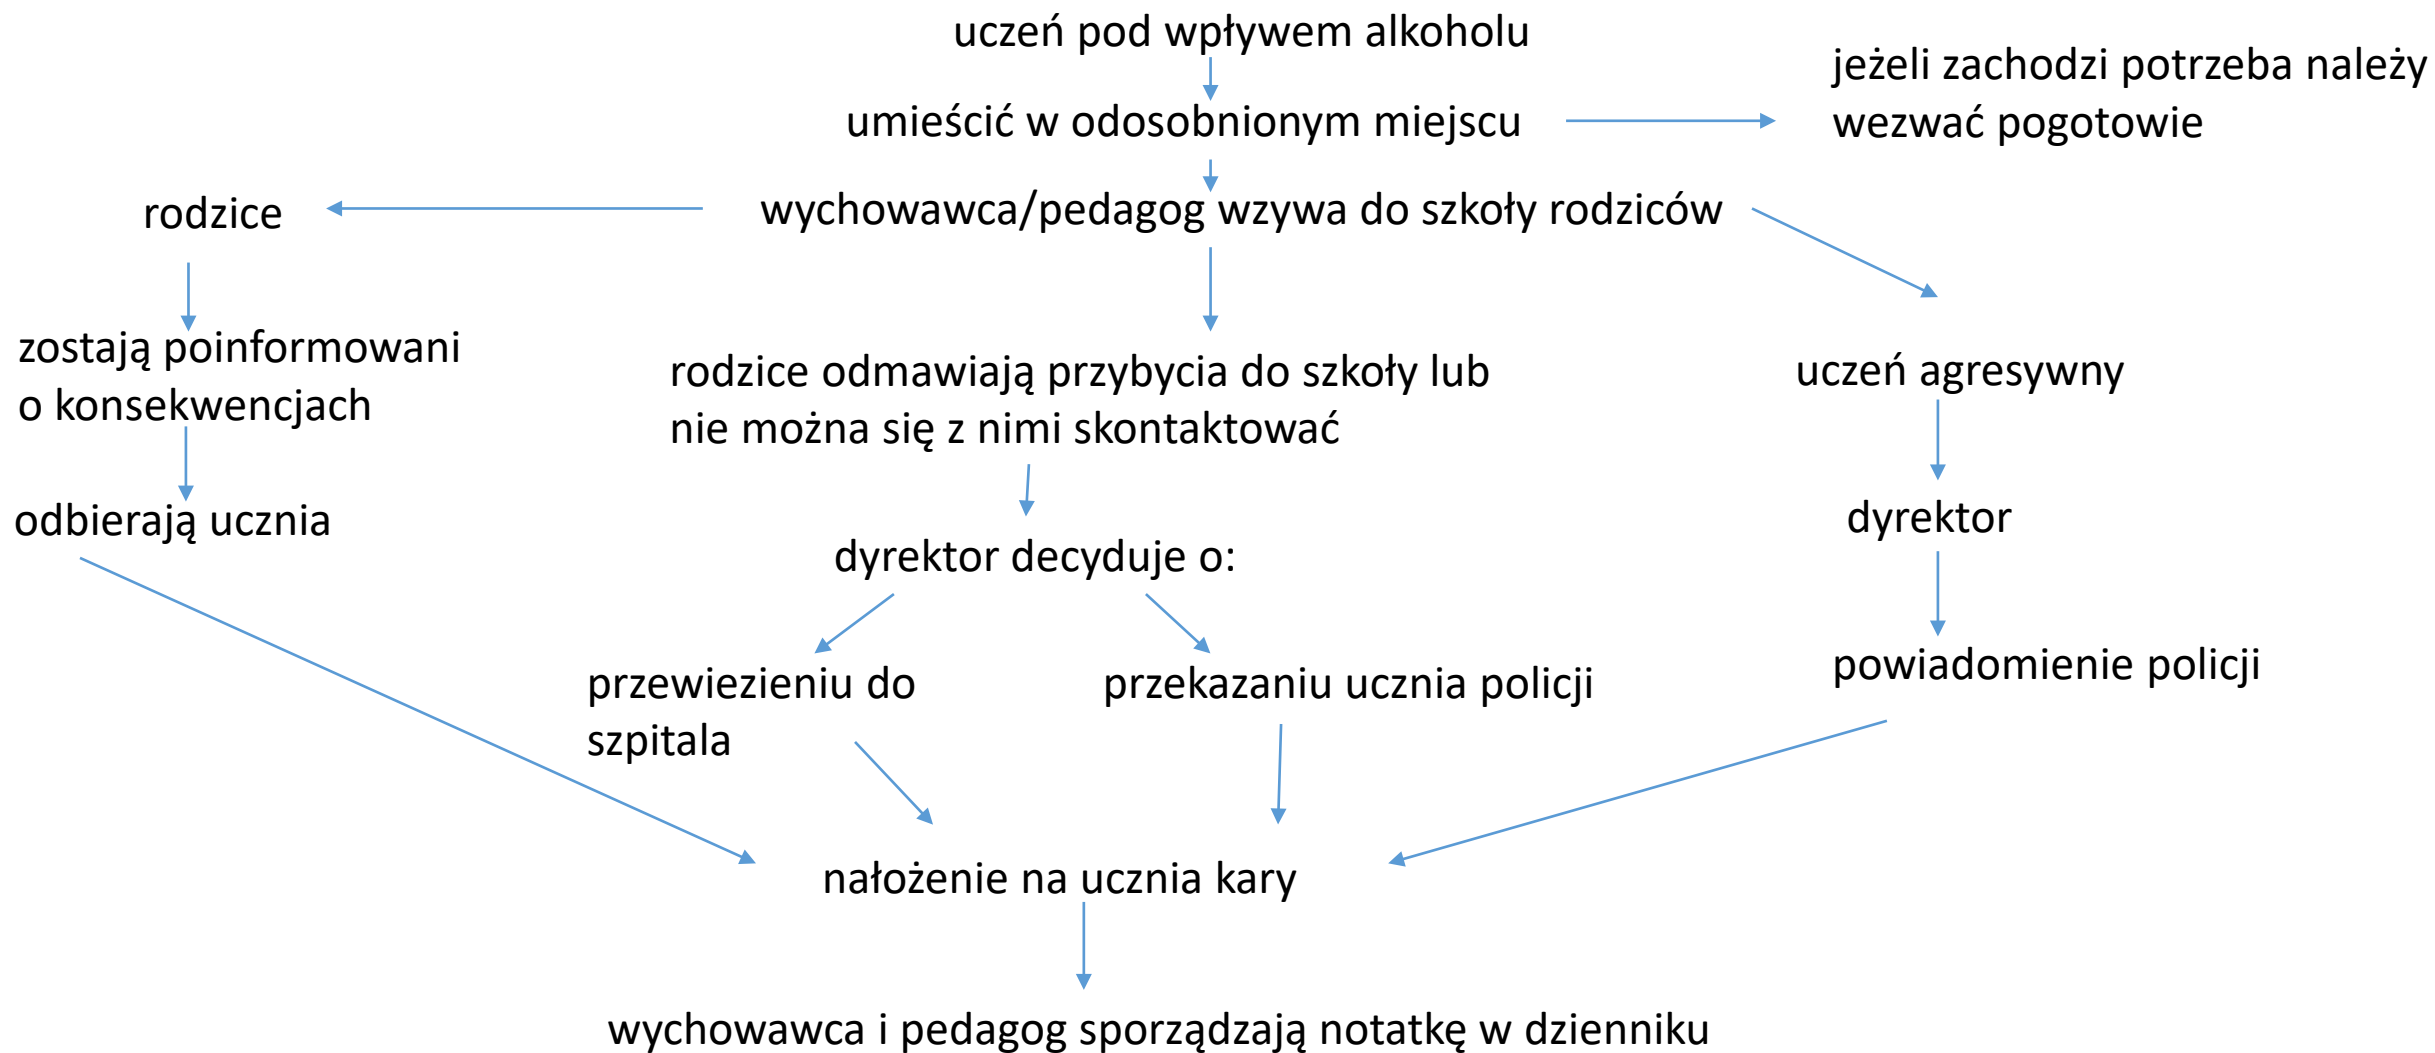 uczeń pod wpływem alkoholu
jeżeli zachodzi potrzeba należy
wezwać pogotowie
umieścić w odosobnionym miejscu
rodzice
wychowawca/pedagog wzywa do szkoły rodziców
zostają poinformowani
o konsekwencjach
rodzice odmawiają przybycia do szkoły lub
nie można się z nimi skontaktować
uczeń agresywny
odbierają ucznia
dyrektor decyduje o:
dyrektor
przewiezieniu do
szpitala
przekazaniu ucznia policji
powiadomienie policji
nałożenie na ucznia kary
wychowawca i pedagog sporządzają notatkę w dzienniku